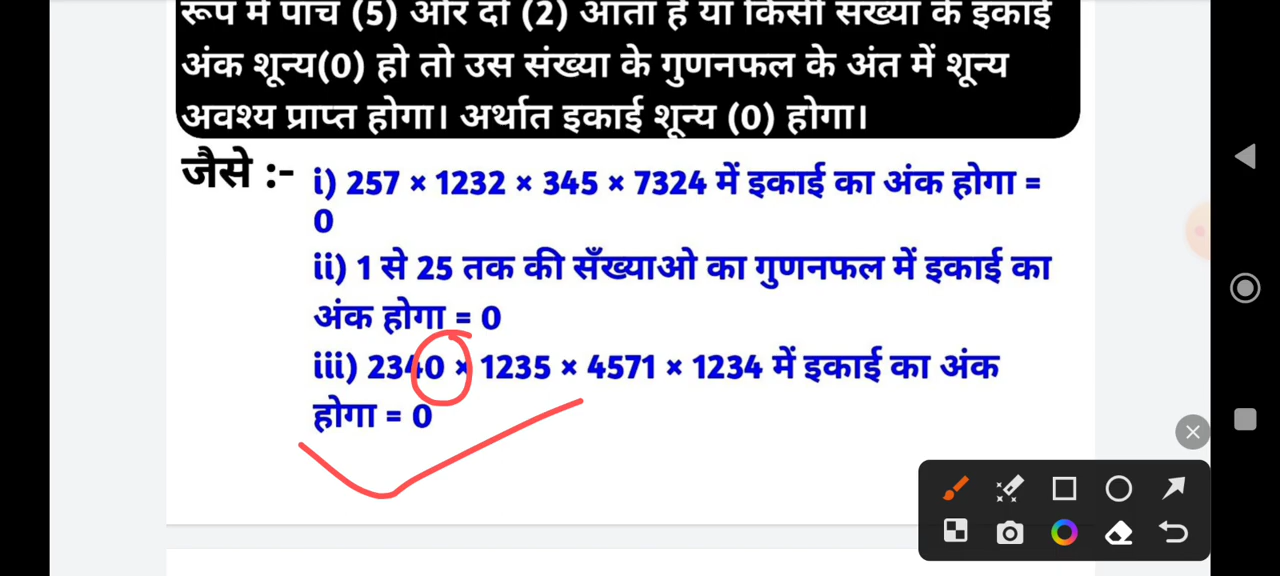 रूप में पांच (5) और दो (2) आता है या किसी संख्या के इकाई
अंक शून्य(0) हो तो उस संख्या के गुणनफल के अंत में शून्य
अवश्य प्राप्त होगा। अर्थात इकाई शून्य (0) होगा।
जैसे :- i) 257 × 1232 × 345 × 7324 में इकाई का अंक होगा =
0
ii) 1 से 25 तक की सँख्याओ का गुणनफल में इकाई का
अंक होगा = 0
iii) 2340 × 1235 × 4571 × 1234 में इकाई का अंक
होगा = 0